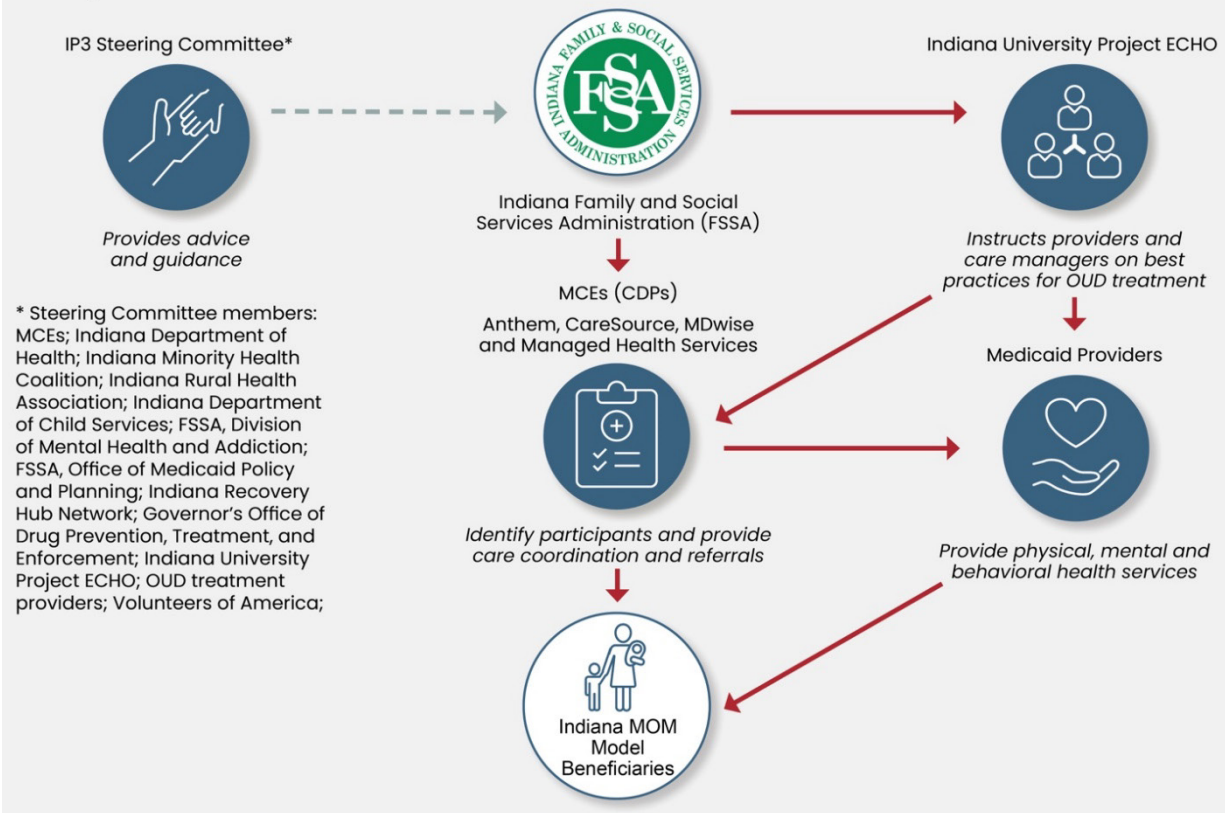 IP3 Steering Committee*
Provides advice
and guidance
* Steering Committee members:
MCEs; Indiana Department of
Health; Indiana Minority Health
Coalition; Indiana Rural Health
Association; Indiana Department
of Child Services; FSSA, Division
of Mental Health and Addiction;
FSSA, Office of Medicaid Policy
and Planning; Indiana Recovery
Hub Network; Governor's Office of
Drug Prevention, Treatment, and
Enforcement; Indiana University
Project ECHO; OUD treatment
providers; Volunteers of America;
INDIANA FAMILY & SOCIAL SERVICES ADMINISTRATION
FSSA
Indiana Family and Social
Services Administration (FSSA)
MCEs (CDPs)
Anthem, CareSource, MDwise
and Managed Health Services
Identify participants and provide
care coordination and referrals
Indiana MOM
Model
Beneficiaries
Indiana University Project ECHO
Instructs providers and
care managers on best
practices for OUD treatment
Medicaid Providers
Provide physical, mental and
behavioral health services